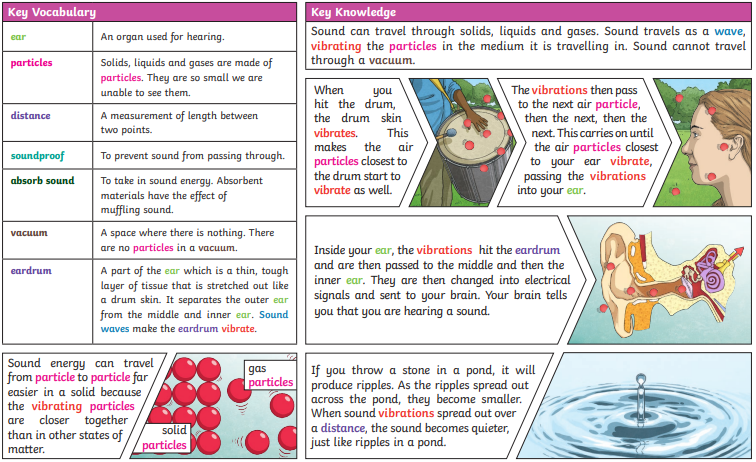 Key Vocabulary
ear
An organ used for hearing.
particles
Solids, liquids and gases are made of
particles. They are so small we are
unable to see them.
distance
A measurement of length between
two points.
soundproof
To prevent sound from passing through.
absorb sound
To take in sound energy. Absorbent
materials have the effect of
muffling sound.
vacuum
A space where there is nothing. There
are no particles in a vacuum.
eardrum
A part of the ear which is a thin, tough
layer of tissue that is stretched out like
a drum skin. It separates the outer ear
from the middle and inner ear. Sound
waves make the eardrum vibrate.
Sound energy can travel
from particle to particle far
easier in a solid because
the vibrating particles
are closer together
than in other states of
matter.
gas
particles
solid
particles
Key Knowledge
Sound can travel through solids, liquids and gases. Sound travels as a wave,
vibrating the particles in the medium it is travelling in. Sound cannot travel
through a vacuum.
When you
hit the drum,
the drum skin
vibrates. This
makes the air
particles closest to
the drum start to
vibrate as well.
The vibrations then pass
to the next air particle,
then the next, then the
next. This carries on until
the air particles closest
to your ear vibrate,
passing the vibrations
into your ear.
Inside your ear, the vibrations hit the eardrum
and are then passed to the middle and then the
inner ear. They are then changed into electrical
signals and sent to your brain. Your brain tells
you that you are hearing a sound.
If you throw a stone in a pond, it will
produce ripples. As the ripples spread out
across the pond, they become smaller.
When sound vibrations spread out over
a distance, the sound becomes quieter,
just like ripples in a pond.